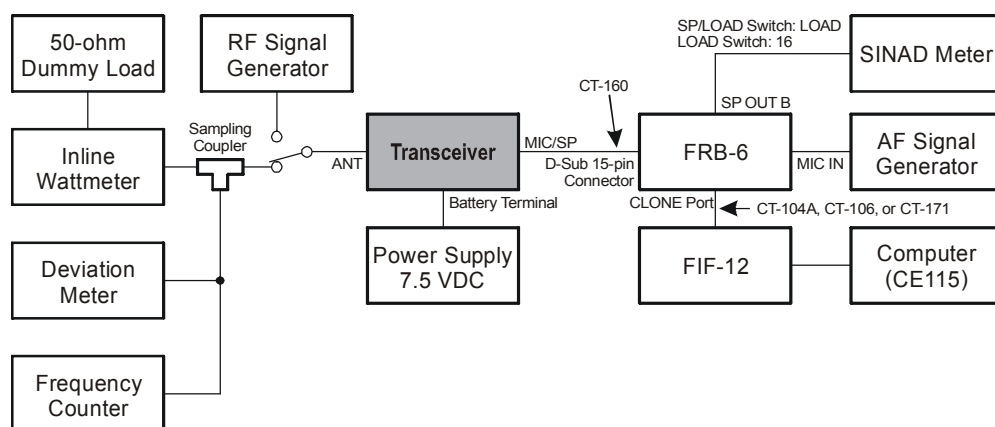 50-ohm
Dummy Load
RF Signal
Generator
SP/LOAD Switch: LOAD
LOAD Switch: 16
SINAD Meter
CT-160
SP OUT B
Sampling
Coupler
Inline
Wattmeter
ANT
Transceiver
MIC/SP
D-Sub 15-pin
Connector
FRB-6
MIC IN
AF Signal
Generator
Battery Terminal
CLONE Port
CT-104A, CT-106, or CT-171
Deviation
Meter
Power Supply
7.5 VDC
FIF-12
Computer
(CE115)
Frequency
Counter